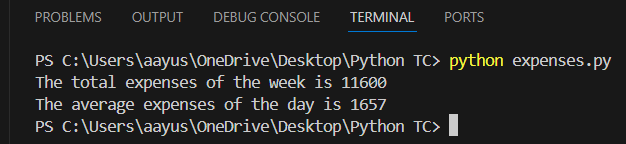 PROBLEMS OUTPUT DEBUG CONSOLE TERMINAL PORTS
PS C:\Users\aayus\OneDrive\Desktop\Python TC> python expenses.py
The total expenses of the week is 11600
The average expenses of the day is 1657
PS C:\Users\aayus\OneDrive\Desktop\Python TC>